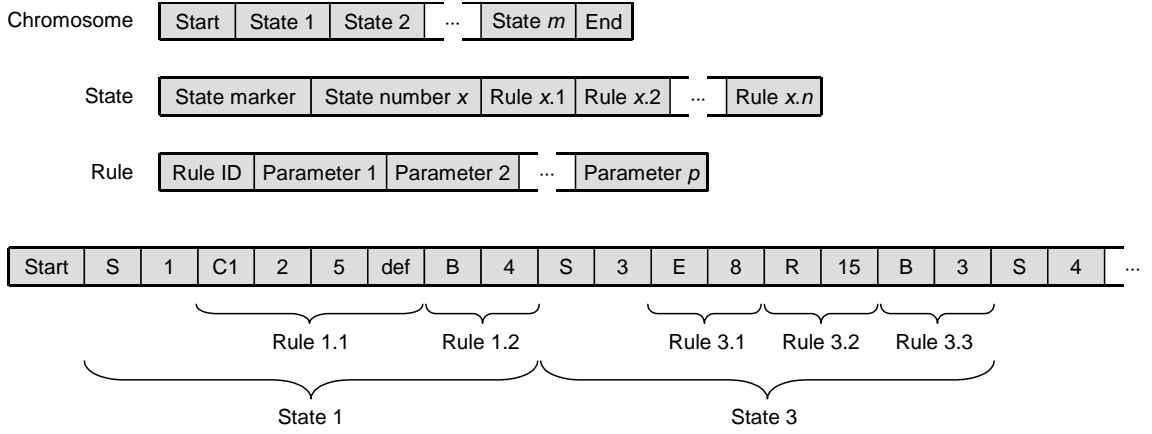 Chromosome Start State 1 State 2 ... State m End
State State marker State number x Rule x.1 Rule x.2 ... Rule x.n
Rule Rule ID Parameter 1 Parameter 2 ... Parameter p
Start S 1 C1 2 5 def B 4 S 3 E 8 R 15 B 3 S 4 ...
Rule 1.1 Rule 1.2 Rule 3.1 Rule 3.2 Rule 3.3
State 1 State 3